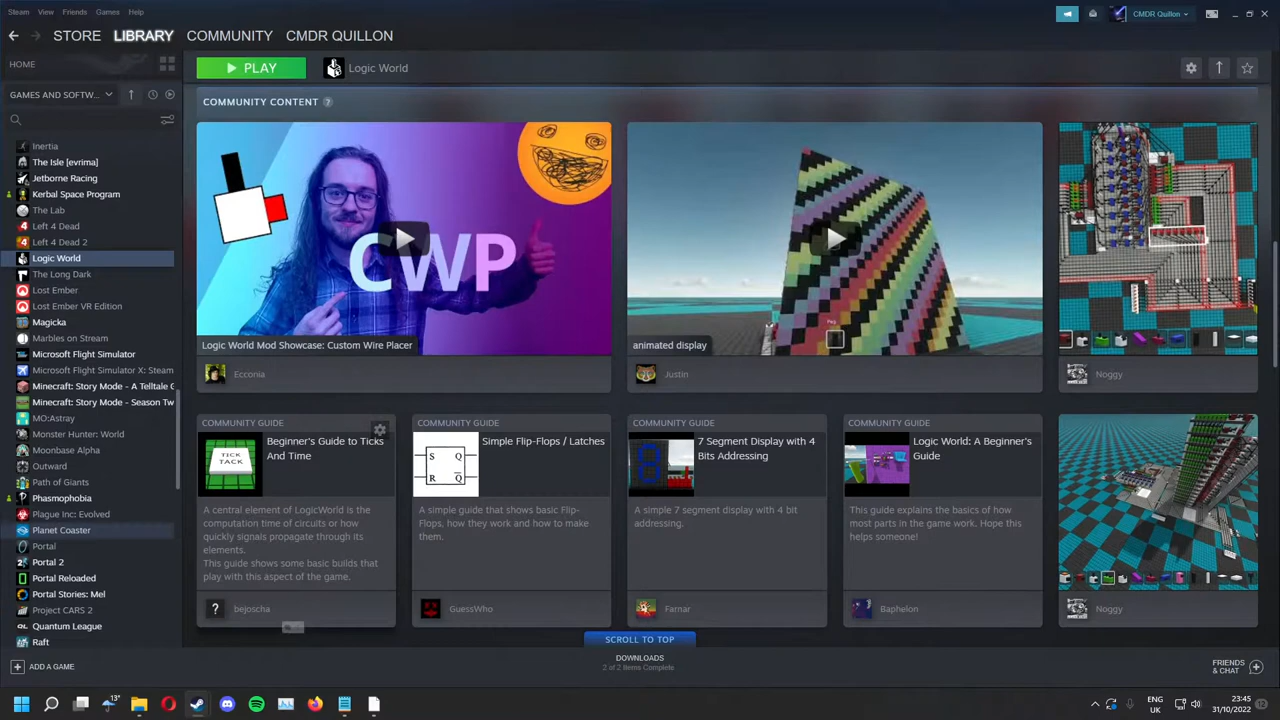 Steam View Friends Games Help
CMDR Quillon
STORE LIBRARY COMMUNITY CMDR QUILLON
HOME
PLAY Logic World
GAMES AND SOFTW...
COMMUNITY CONTENT ?
Inertia
The Isle [evrima]
Jetborne Racing
Kerbal Space Program
The Lab
Left 4 Dead
Left 4 Dead 2
Logic World
The Long Dark
Lost Ember
Lost Ember VR Edition
Magicka
Marbles on Stream
Microsoft Flight Simulator
Microsoft Flight Simulator X: Steam
Minecraft: Story Mode - A Telltale G
Minecraft: Story Mode - Season Tw
MO:Astray
Monster Hunter: World
Moonbase Alpha
Outward
Path of Giants
Phasmophobia
Plague Inc: Evolved
Planet Coaster
Portal
Portal 2
Portal Reloaded
Portal Stories: Mel
Project CARS 2
Quantum League
Raft
ADD A GAME
CWP
Logic World Mod Showcase: Custom Wire Placer
Ecconia
Peg
animated display
Justin
Noggy
COMMUNITY GUIDE
TICK
TACK
Beginner's Guide to Ticks
And Time
A central element of LogicWorld is the
computation time of circuits or how
quickly signals propagate through its
elements.
This guide shows some basic builds that
play with this aspect of the game.
? bejoscha
COMMUNITY GUIDE
S Q
R Q
Simple Flip-Flops / Latches
A simple guide that shows basic Flip-
Flops, how they work and how to make
them.
GuessWho
COMMUNITY GUIDE
7 Segment Display with 4
Bits Addressing
A simple 7 segment display with 4 bit
addressing.
Farnar
COMMUNITY GUIDE
Logic World: A Beginner's
Guide
This guide explains the basics of how
most parts in the game work. Hope this
helps someone!
Baphelon
Noggy
SCROLL TO TOP
DOWNLOADS
2 of 2 Items Complete
FRIENDS
& CHAT
13°
ENG
UK
23:45
31/10/2022
12